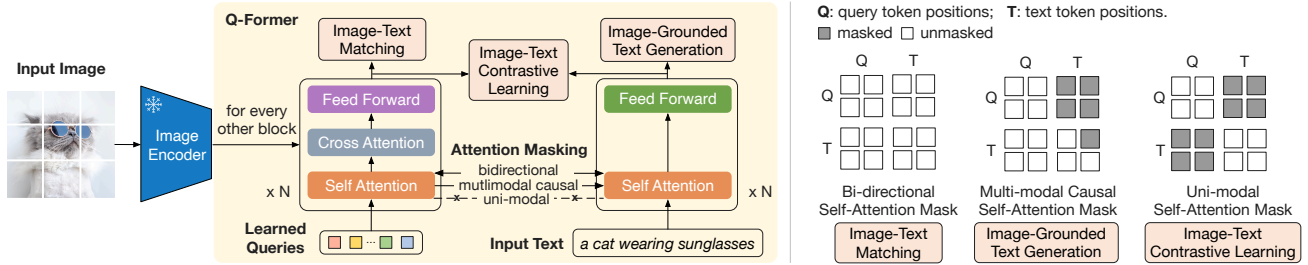 Q-Former
Image-Text
Matching
Image-Grounded
Text Generation
Image-Text
Contrastive
Learning
Input Image
Image
Encoder
for every
other block
Feed Forward
Cross Attention
Self Attention
x N
Attention Masking
bidirectional
mutlimodal causal
uni-modal
x
x
Feed Forward
Self Attention
x N
Learned
Queries
...
Input Text
a cat wearing sunglasses
Q: query token positions; T: text token positions.
masked unmasked
Q T
Q
T
Bi-directional
Self-Attention Mask
Image-Text
Matching
Q T
Q
T
Multi-modal Causal
Self-Attention Mask
Image-Grounded
Text Generation
Q T
Q
T
Uni-modal
Self-Attention Mask
Image-Text
Contrastive Learning